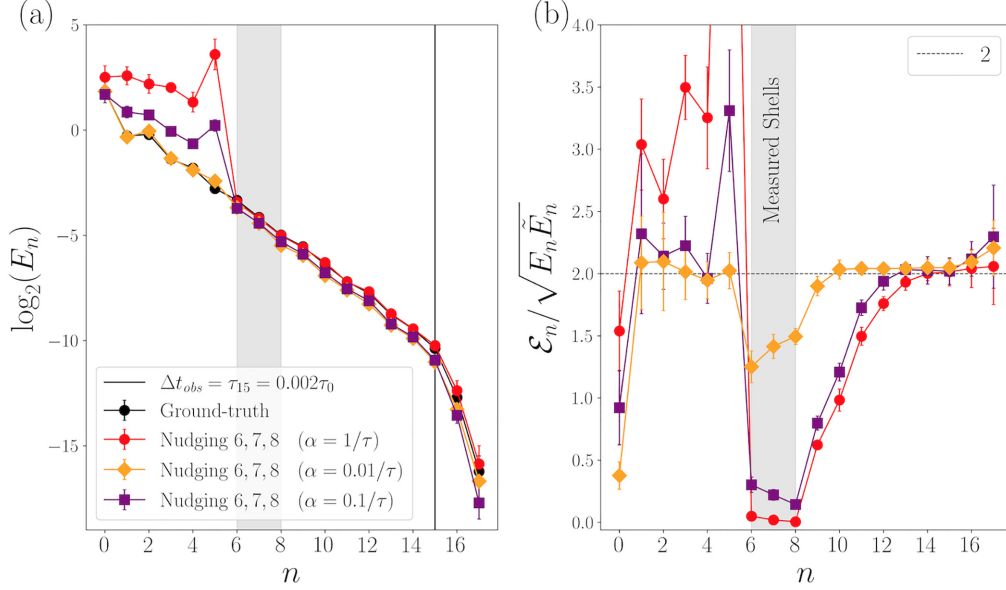 (a)
5
0
−5
−10
−15
log₂(Eₙ)
Δt_obs = τ₁₅ = 0.002τ₀
Ground-truth
Nudging 6, 7, 8 (α = 1/τ)
Nudging 6, 7, 8 (α = 0.01/τ)
Nudging 6, 7, 8 (α = 0.1/τ)
0 2 4 6 8 10 12 14 16
n
(b)
4.0
3.5
3.0
2.5
2.0
1.5
1.0
0.5
0.0
ℰₙ/√EₙẼₙ
2
Measured Shells
0 2 4 6 8 10 12 14 16
n